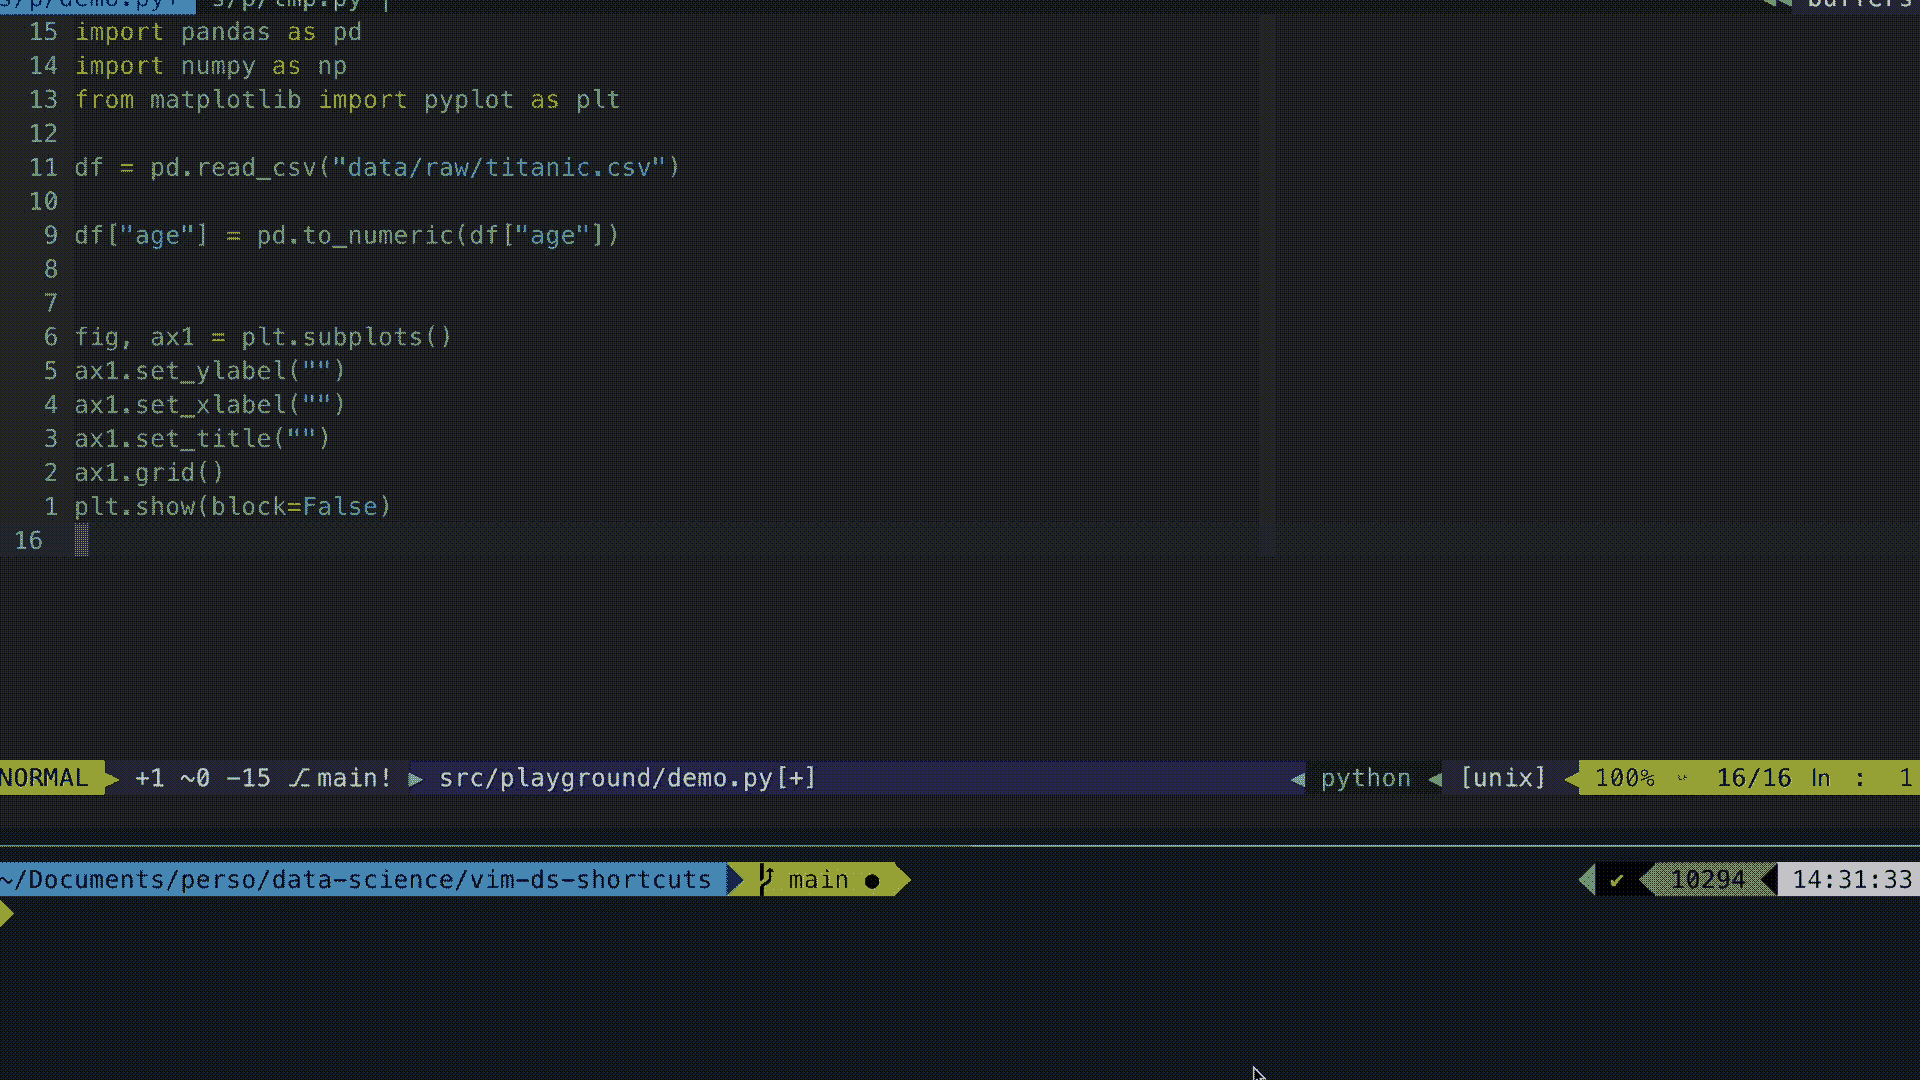 s/p/demo.py+ s/p/tmp.py buffers
15 import pandas as pd
14 import numpy as np
13 from matplotlib import pyplot as plt
12
11 df = pd.read_csv("data/raw/titanic.csv")
10
9 df["age"] = pd.to_numeric(df["age"])
8
7
6 fig, ax1 = plt.subplots()
5 ax1.set_ylabel("")
4 ax1.set_xlabel("")
3 ax1.set_title("")
2 ax1.grid()
1 plt.show(block=False)
16
NORMAL +1 ~0 -15 main! src/playground/demo.py[+] python [unix] 100% 16/16 ln : 1
~/Documents/perso/data-science/vim-ds-shortcuts main ● ✔ 10294 14:31:33